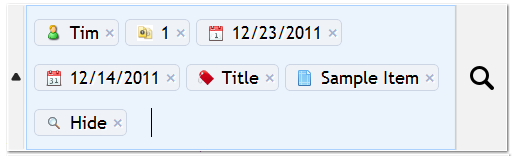 Tim × 1 × 12/23/2011 ×
12/14/2011 × Title × Sample Item ×
Hide ×